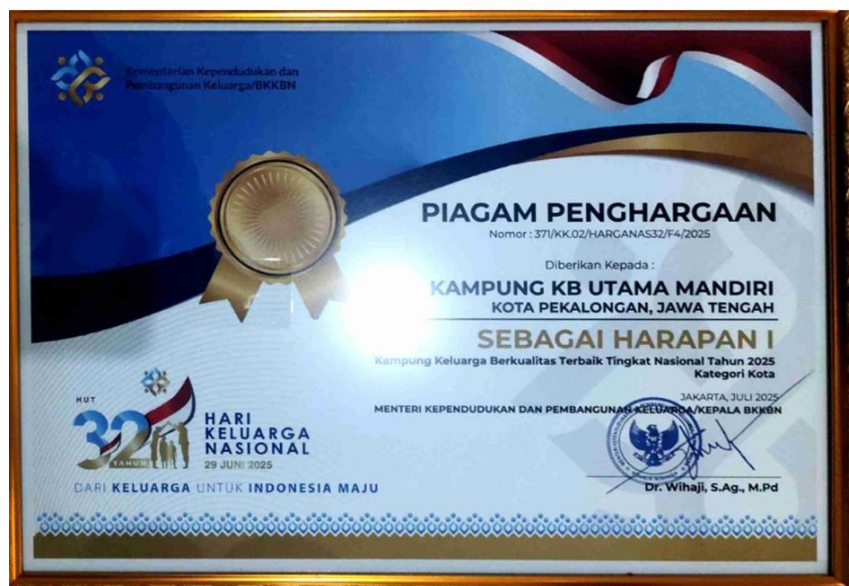 Kementerian Kependudukan dan
Pembangunan Keluarga/BKKBN
PIAGAM PENGHARGAAN
Nomor : 371/KK.02/HARGANAS32/F4/2025
Diberikan Kepada :
KAMPUNG KB UTAMA MANDIRI
KOTA PEKALONGAN, JAWA TENGAH
SEBAGAI HARAPAN I
Kampung Keluarga Berkualitas Terbaik Tingkat Nasional Tahun 2025
Kategori Kota
JAKARTA, JULI 2025
MENTERI KEPENDUDUKAN DAN PEMBANGUNAN KELUARGA/KEPALA BKKBN
Dr. Wihaji, S.Ag., M.Pd
HUT
32
TAHUN
HARI
KELUARGA
NASIONAL
29 JUNI 2025
DARI KELUARGA UNTUK INDONESIA MAJU